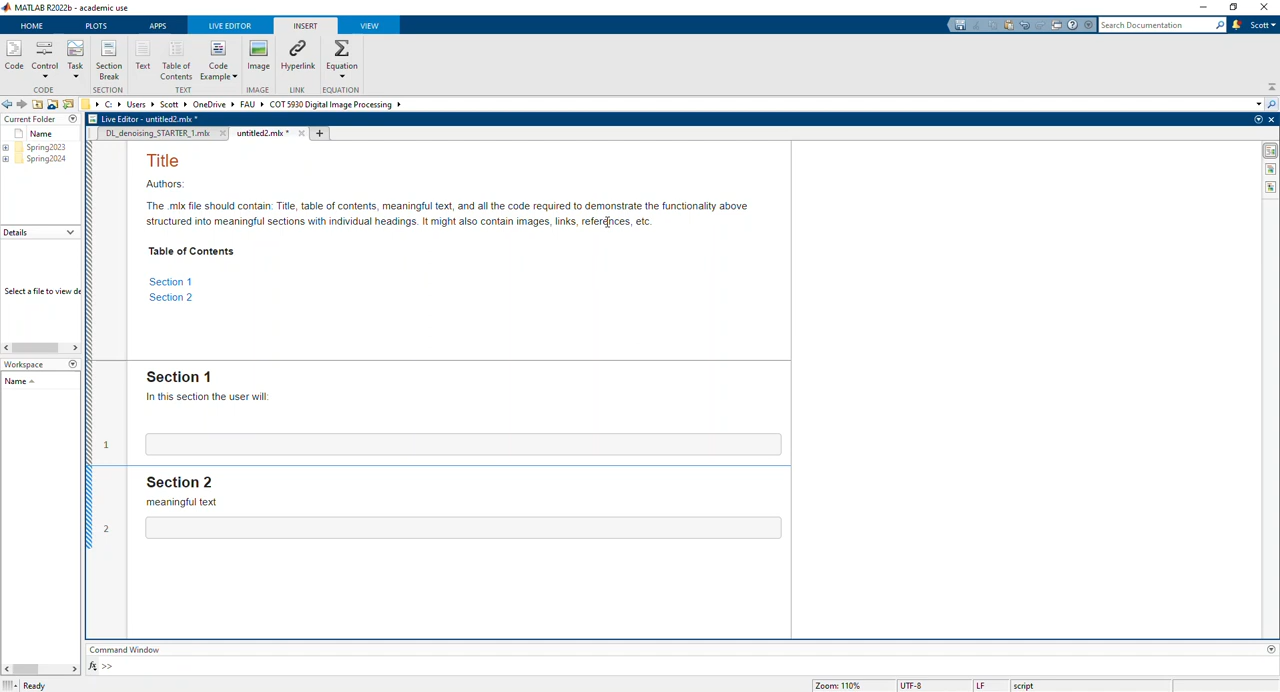 MATLAB R2022b - academic use
HOME PLOTS APPS LIVE EDITOR INSERT VIEW
Search Documentation Scott
Code Control Task Section Break Text Table of Contents Code Example Image Hyperlink Equation
CODE SECTION TEXT IMAGE LINK EQUATION
C: Users Scott OneDrive FAU COT 5930 Digital Image Processing
Current Folder
Live Editor - untitled2.mlx *
Name
DL_denoising_STARTER_1.mlx untitled2.mlx * +
Spring2023
Spring2024
Title
Authors:
The .mlx file should contain: Title, table of contents, meaningful text, and all the code required to demonstrate the functionality above
structured into meaningful sections with individual headings. It might also contain images, links, references, etc.
Details
Table of Contents
Section 1
Select a file to view de
Section 2
Workspace
Name
Section 1
In this section the user will:
1
Section 2
meaningful text
2
Command Window
fx >>
Ready
Zoom: 110% UTF-8 LF script